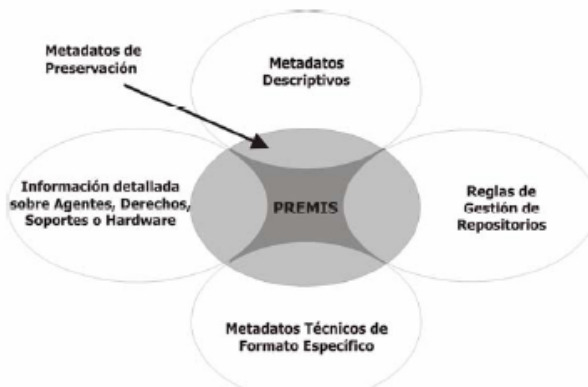 Metadatos de
Preservación
Metadatos
Descriptivos
Información detallada
sobre Agentes, Derechos,
Soportes o Hardware
PREMIS
Reglas de
Gestión de
Repositorios
Metadatos Técnicos de
Formato Específico